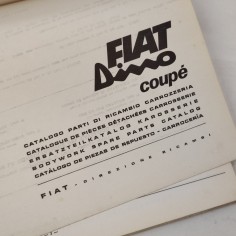 FIAT
Dino
coupé
CATALOGO PARTI DI RICAMBIO CARROZZERIA
CATALOGUE DE PIÈCES DÉTACHÉES CARROSSERIE
ERSATZTEILKATALOG KAROSSERIE
BODYWORK SPARE PARTS CATALOG
CATÁLOGO DE PIEZAS DE REPUESTO - CARROCERÍA
FIAT - DIREZIONE RICAMBI